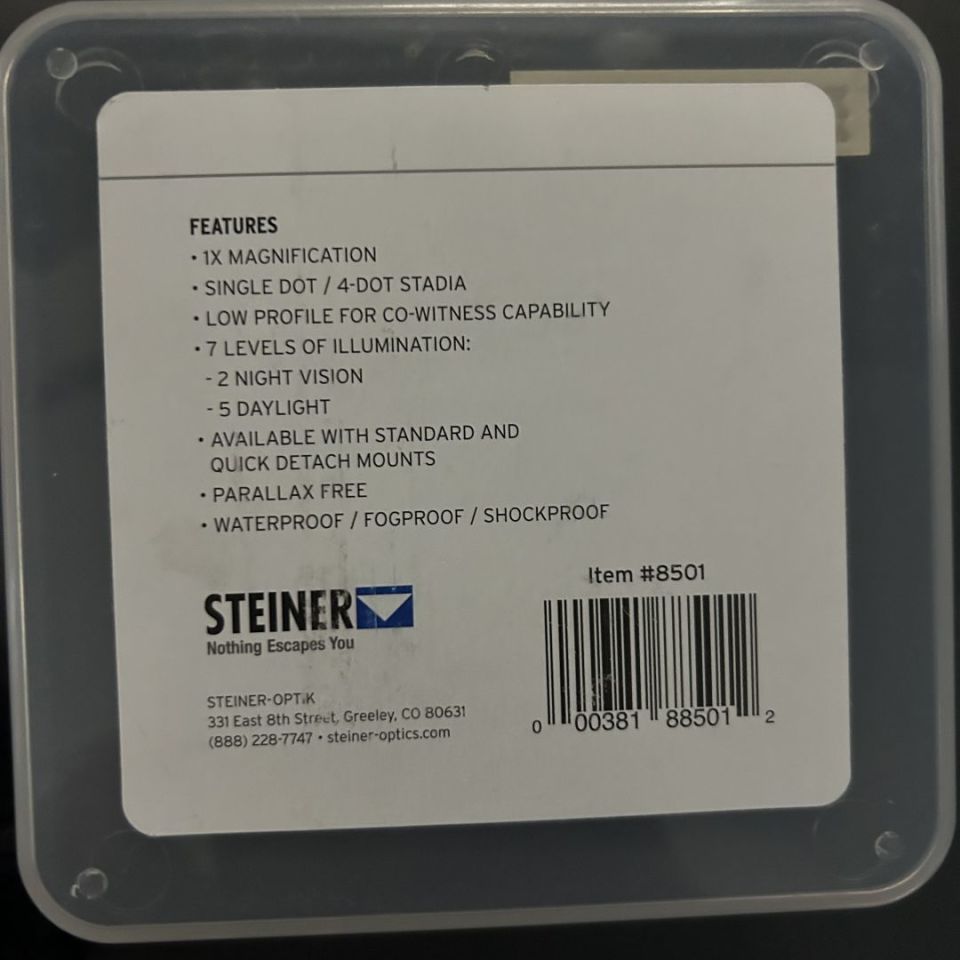 FEATURES
• 1X MAGNIFICATION
• SINGLE DOT / 4-DOT STADIA
• LOW PROFILE FOR CO-WITNESS CAPABILITY
• 7 LEVELS OF ILLUMINATION:
- 2 NIGHT VISION
- 5 DAYLIGHT
• AVAILABLE WITH STANDARD AND
QUICK DETACH MOUNTS
• PARALLAX FREE
• WATERPROOF / FOGPROOF / SHOCKPROOF
STEINER
Nothing Escapes You
STEINER-OPTIK
331 East 8th Street, Greeley, CO 80631
(888) 228-7747 • steiner-optics.com
Item #8501
0 00381 88501 2